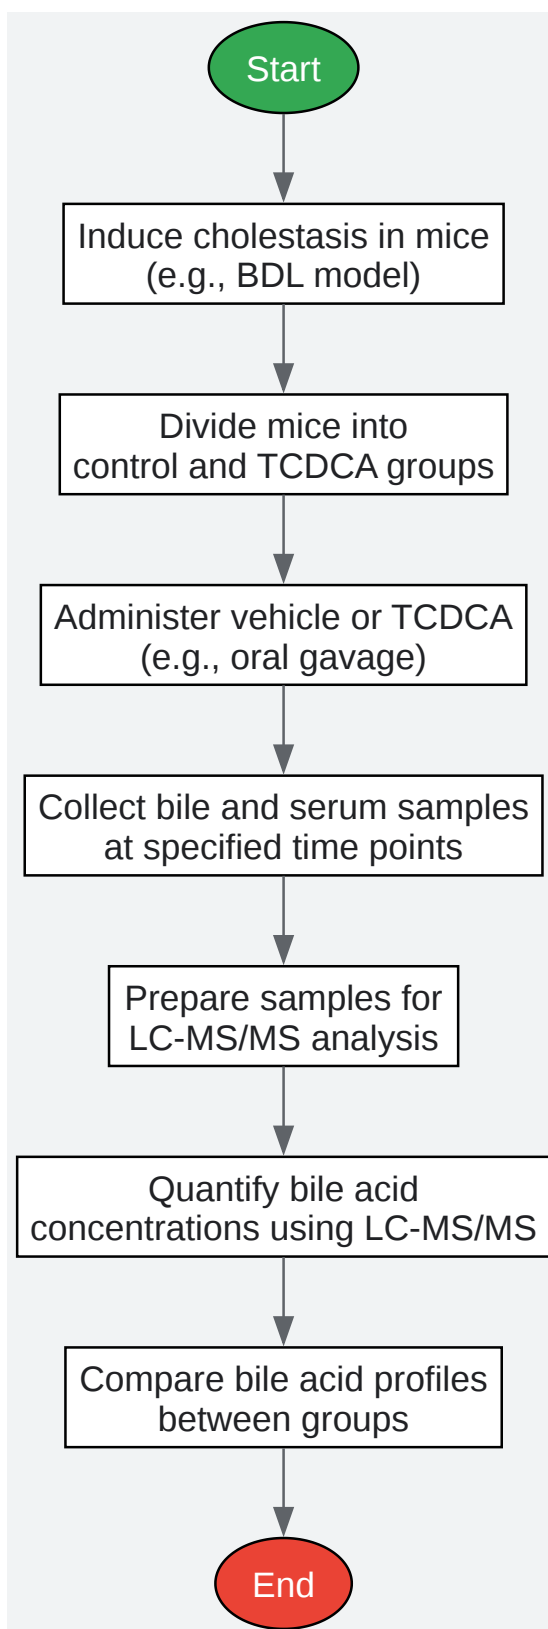 Start
Induce cholestasis in mice
(e.g., BDL model)
Divide mice into
control and TCDCA groups
Administer vehicle or TCDCA
(e.g., oral gavage)
Collect bile and serum samples
at specified time points
Prepare samples for
LC-MS/MS analysis
Quantify bile acid
concentrations using LC-MS/MS
Compare bile acid profiles
between groups
End